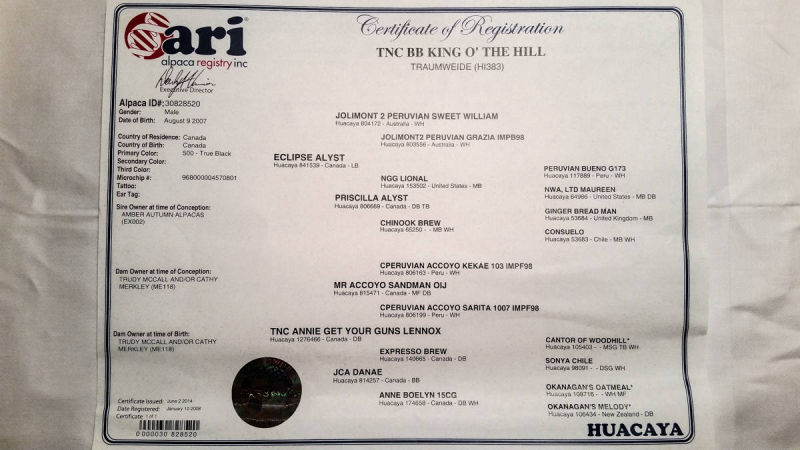 ari
alpaca registry inc
Executive Director
Certificate of Registration
TNC BB KING O' THE HILL
TRAUMWEIDE (HI383)
Alpaca ID#: 30828520
Gender: Male
Date of Birth: August 9 2007
Country of Residence: Canada
Country of Birth: Canada
Primary Color: 500 - True Black
Secondary Color:
Third Color:
Microchip #: 968000004570801
Tattoo:
Ear Tag:
Sire Owner at time of Conception:
AMBER AUTUMN ALPACAS
(EX002)
Dam Owner at time of Conception:
TRUDY MCCALL AND/OR CATHY
MERKLEY (ME118)
Dam Owner at time of Birth:
TRUDY MCCALL AND/OR CATHY
MERKLEY (ME118)
Certificate Issued: June 2 2014
Date Registered: January 10 2008
Certificate 1 of 1
0000030 828520
JOLIMONT 2 PERUVIAN SWEET WILLIAM
Huacaya 804172 - Australia - WH
JOLIMONT2 PERUVIAN GRAZIA IMPB98
Huacaya 803556 - Australia - WH
ECLIPSE ALYST
Huacaya 841539 - Canada - LB
NGG LIONAL
Huacaya 153502 - United States - MB
PRISCILLA ALYST
Huacaya 806669 - Canada - DB TB
CHINOOK BREW
Huacaya 65250 - - MB WH
PERUVIAN BUENO G173
Huacaya 117889 - Peru - WH
NWA, LTD MAUREEN
Huacaya 64986 - United States - MB DB
GINGER BREAD MAN
Huacaya 53684 - United Kingdom - MB
CONSUELO
Huacaya 53683 - Chile - MB WH
CPERUVIAN ACCOYO KEKAE 103 IMPF98
Huacaya 806163 - Peru - WH
MR ACCOYO SANDMAN OIJ
Huacaya 815471 - Canada - MF DB
CPERUVIAN ACCOYO SARITA 1007 IMPF98
Huacaya 806199 - Peru - WH
TNC ANNIE GET YOUR GUNS LENNOX
Huacaya 1276466 - Canada - DB
EXPRESSO BREW
Huacaya 140665 - Canada - DB
JCA DANAE
Huacaya 814257 - Canada - BB
ANNE BOELYN 15CG
Huacaya 174658 - Canada - DB WH
CANTOR OF WOODHILL*
Huacaya 105403 - - MSG TB WH
SONYA CHILE
Huacaya 98091 - - DSG WH
OKANAGAN'S OATMEAL*
Huacaya 109716 - - WH MF
OKANAGAN'S MELODY*
Huacaya 106434 - New Zealand - DB
HUACAYA